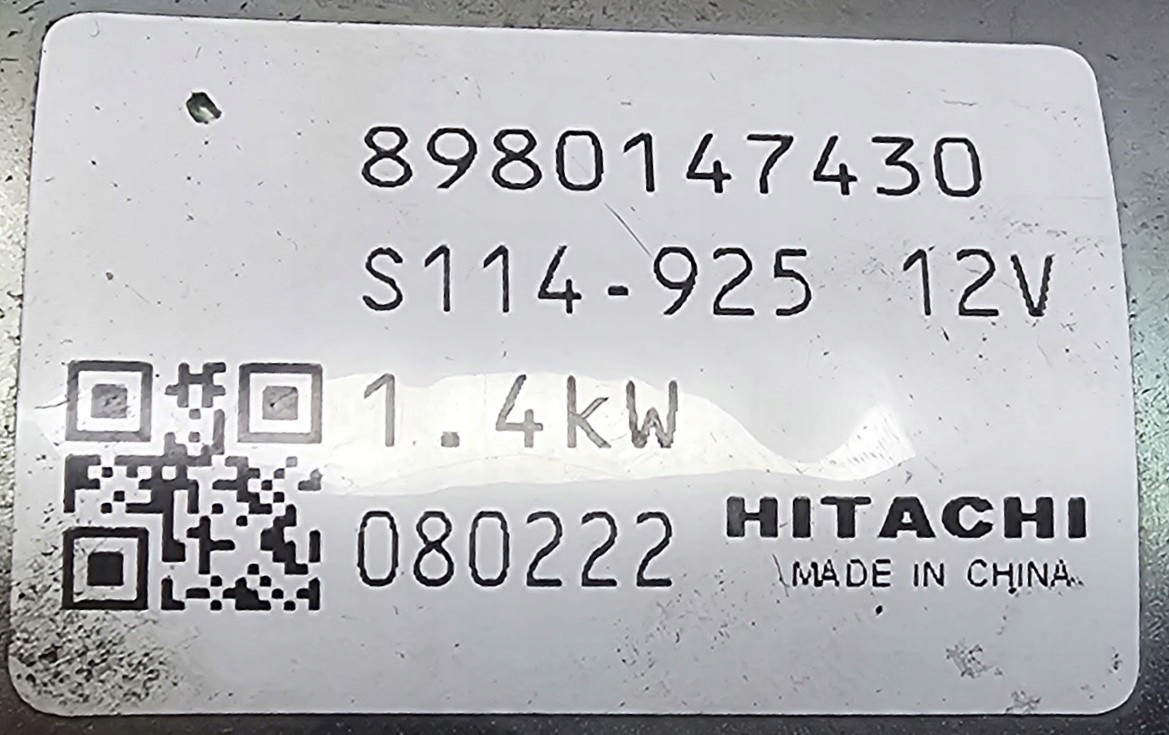 8980147430
S114-925 12V
1.4kW
080222
HITACHI
MADE IN CHINA